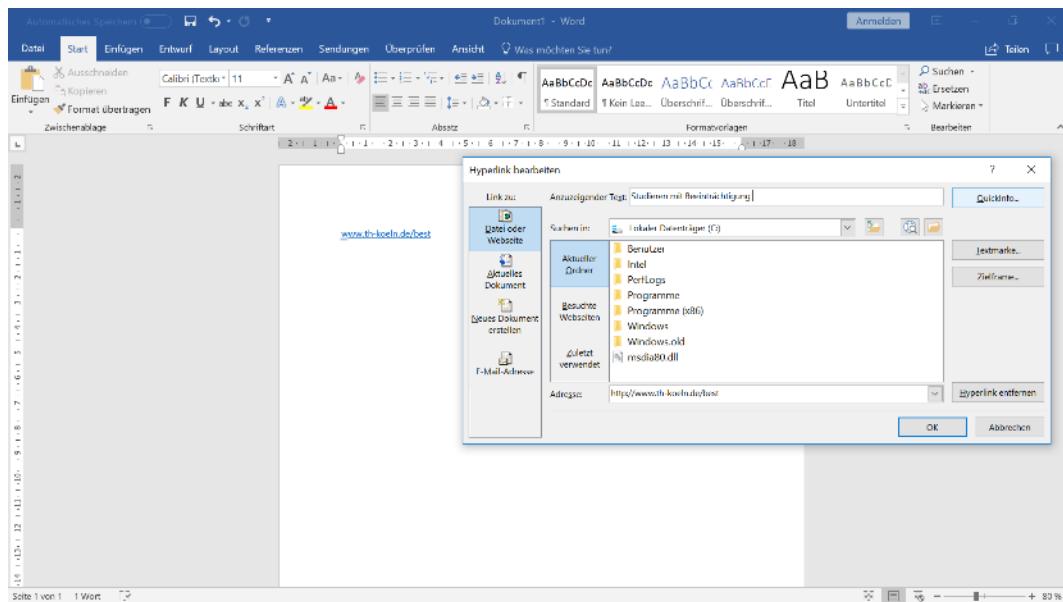 Automatisches Speichern
Dokument1 - Word
Anmelden
Datei Start Einfügen Entwurf Layout Referenzen Sendungen Überprüfen Ansicht Was möchten Sie tun? Teilen
Einfügen
Ausschneiden
Kopieren
Format übertragen
Zwischenablage
Calibri (Textkö 11
F K U abc x, x²
Schriftart
Absatz
AaBbCcDc AaBbCcDc AaBbCc AaBbCcC AaB AaBbCcD
¶ Standard ¶ Kein Lee... Überschrif... Überschrif... Titel Untertitel
Formatvorlagen
Suchen
Ersetzen
Markieren
Bearbeiten
www.th-koeln.de/best
Hyperlink bearbeiten ? X
Link zu:
Datei oder Webseite
Aktuelles Dokument
Neues Dokument erstellen
E-Mail-Adresse
Anzuzeigender Text: Studieren mit Beeinträchtigung
QuickInfo...
Suchen in: Lokaler Datenträger (C:)
Aktueller Ordner
Besuchte Webseiten
Zuletzt verwendet
Benutzer
Intel
PerfLogs
Programme
Programme (x86)
Windows
Windows.old
msdia80.dll
Textmarke...
Zielframe...
Adresse: http://www.th-koeln.de/best
Hyperlink entfernen
OK Abbrechen
Seite 1 von 1 1 Wort
80 %